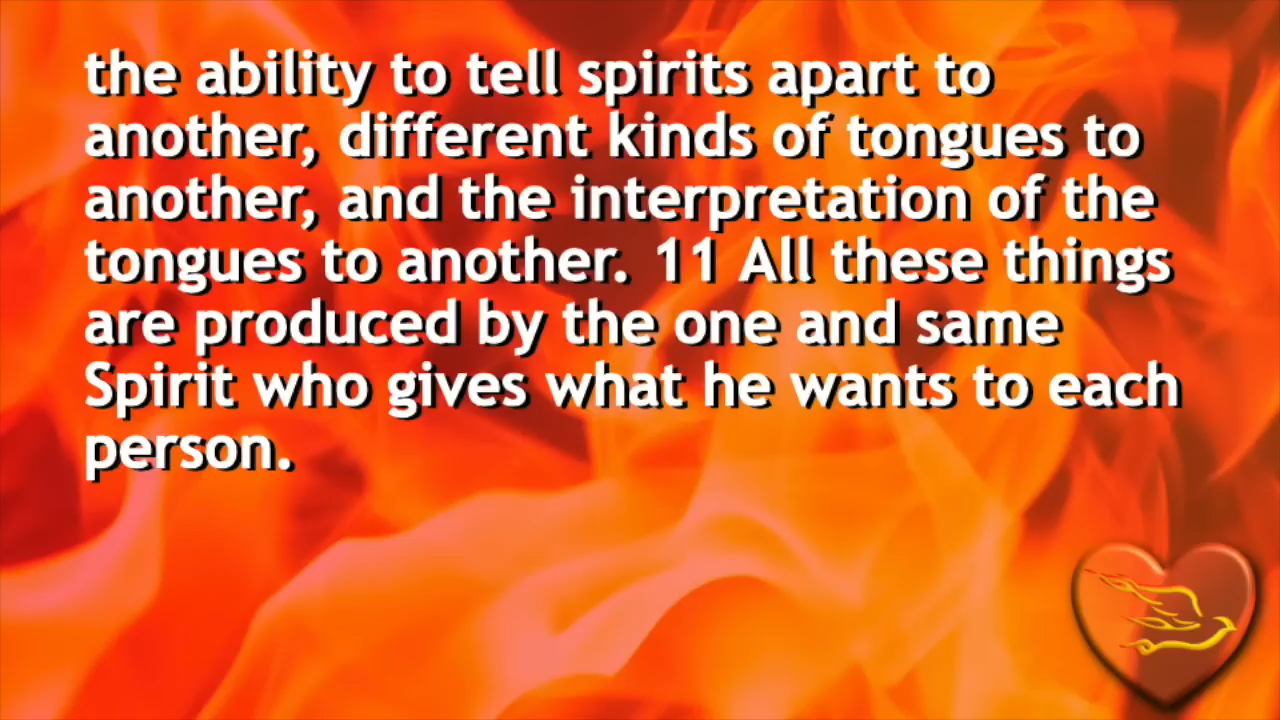 the ability to tell spirits apart to
another, different kinds of tongues to
another, and the interpretation of the
tongues to another. 11 All these things
are produced by the one and same
Spirit who gives what he wants to each
person.